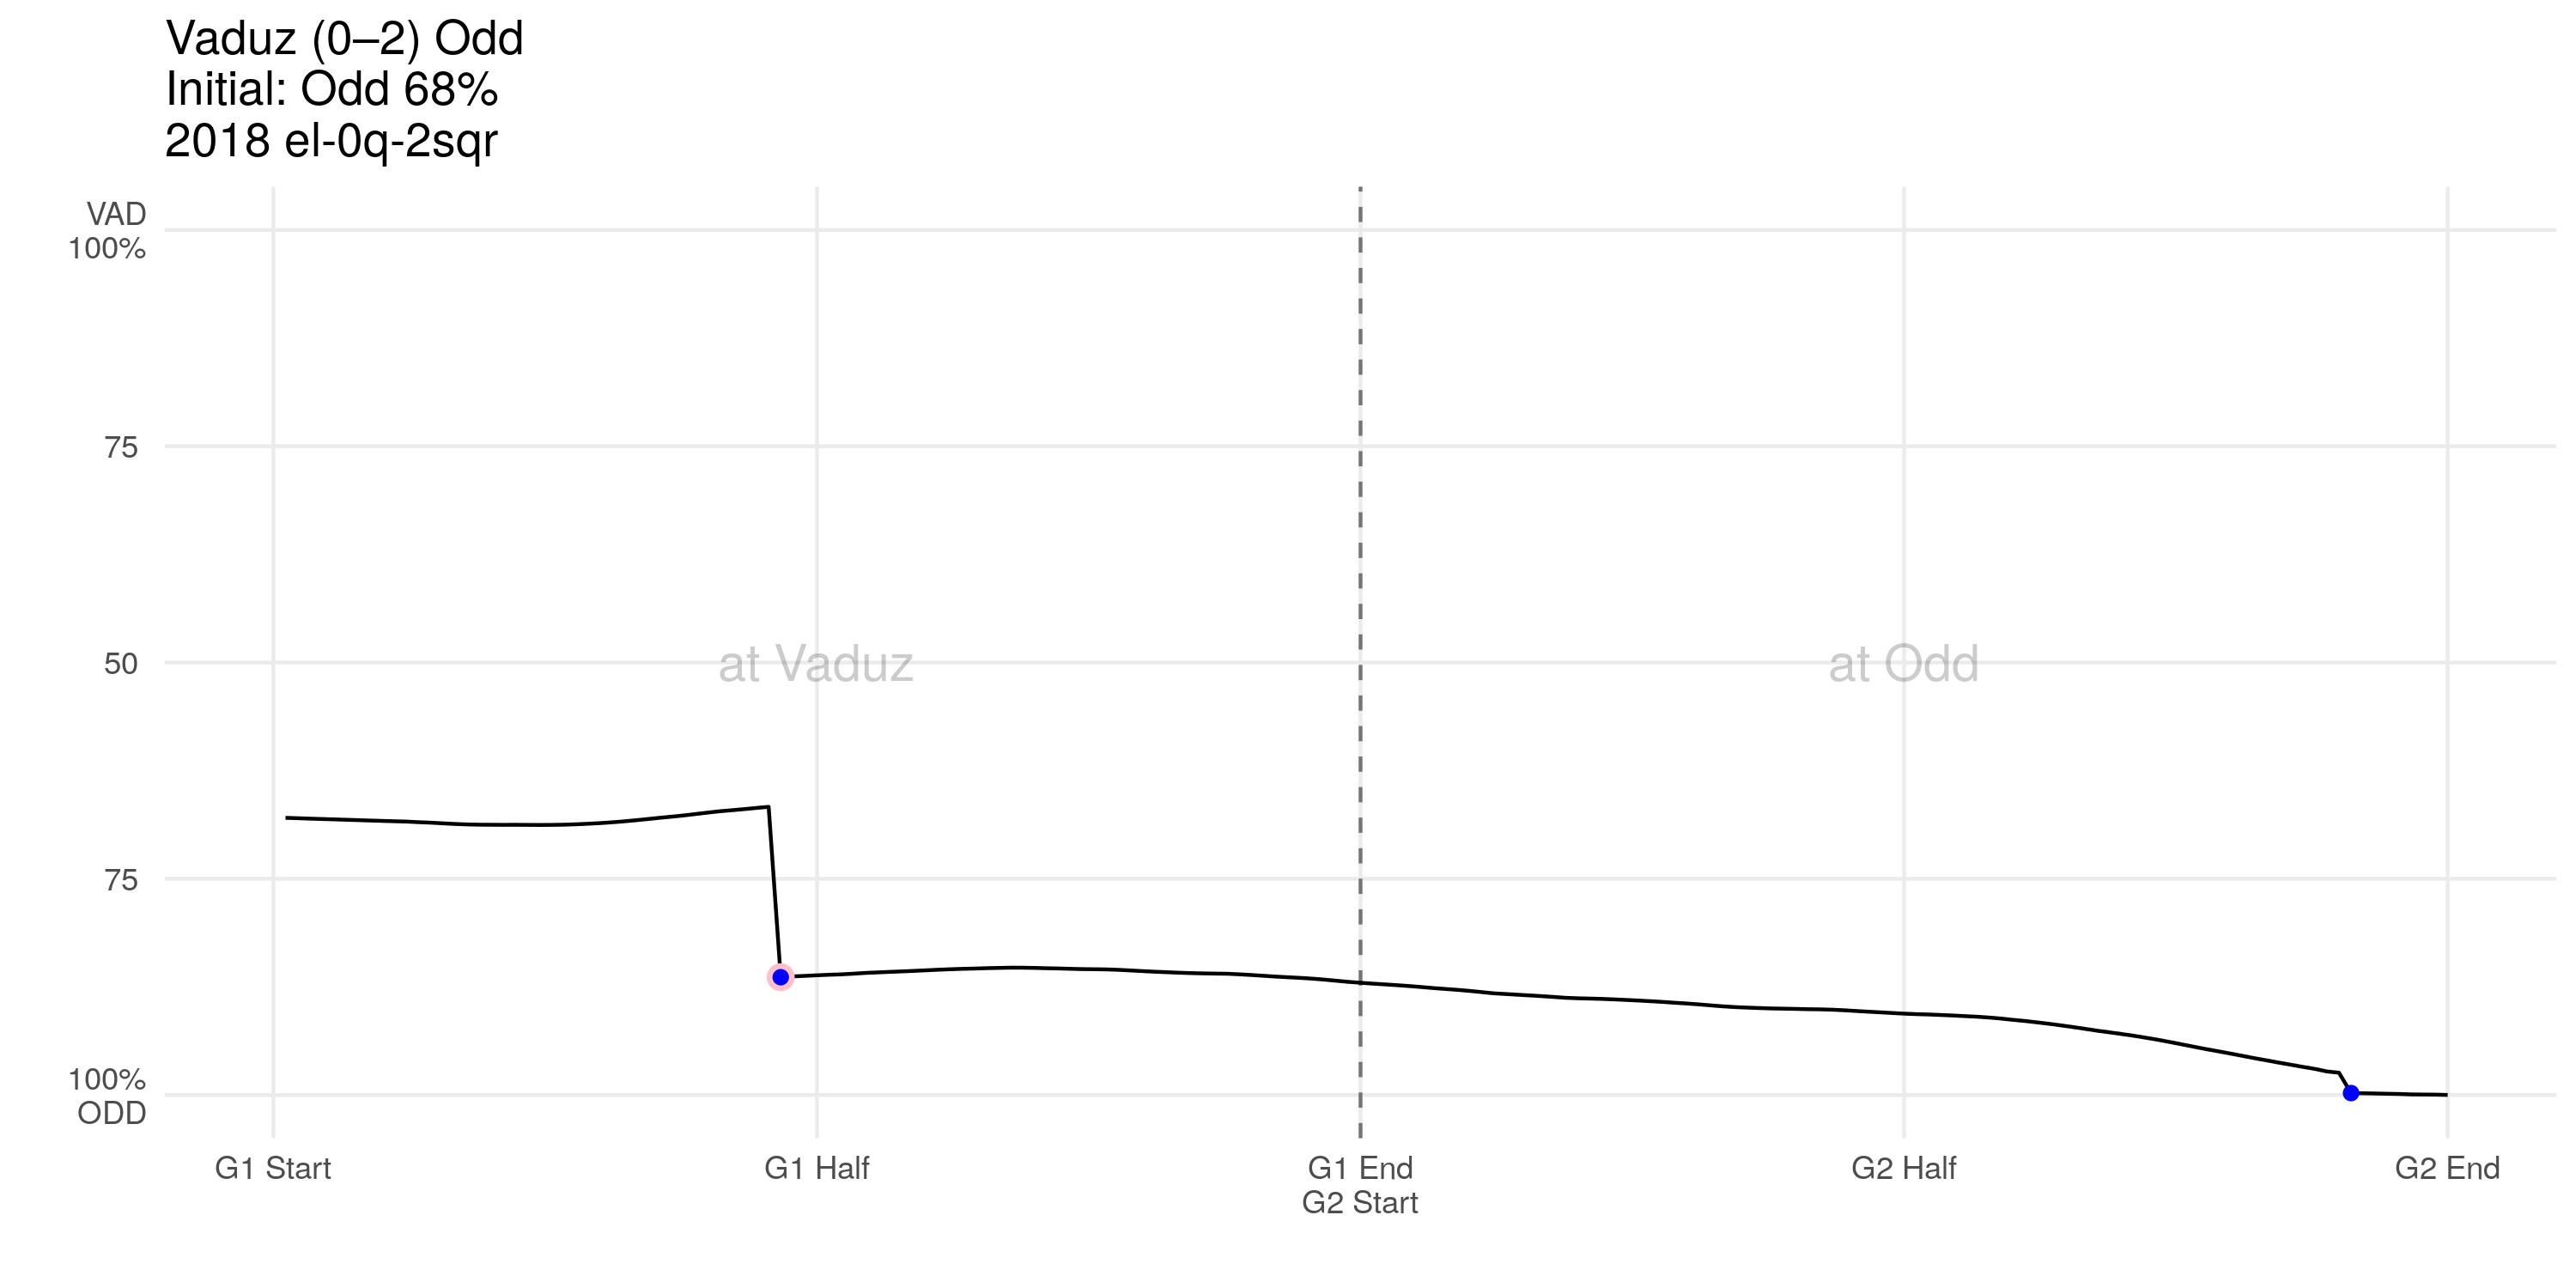 Vaduz (0–2) Odd
Initial: Odd 68%
2018 el-0q-2sqr
VAD
100%
75
50
75
100%
ODD
at Vaduz
at Odd
G1 Start
G1 Half
G1 End
G2 Start
G2 Half
G2 End